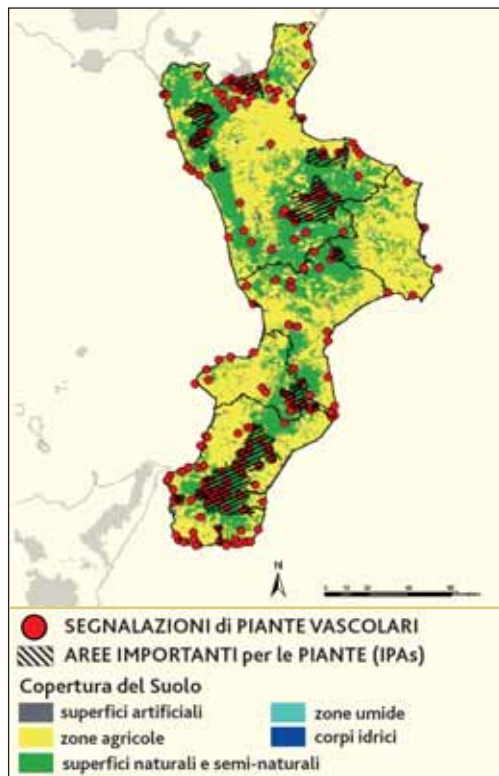 N
SEGNALAZIONI di PIANTE VASCOLARI
AREE IMPORTANTI per le PIANTE (IPAs)
Copertura del Suolo
superfici artificiali
zone umide
zone agricole
corpi idrici
superfici naturali e semi-naturali